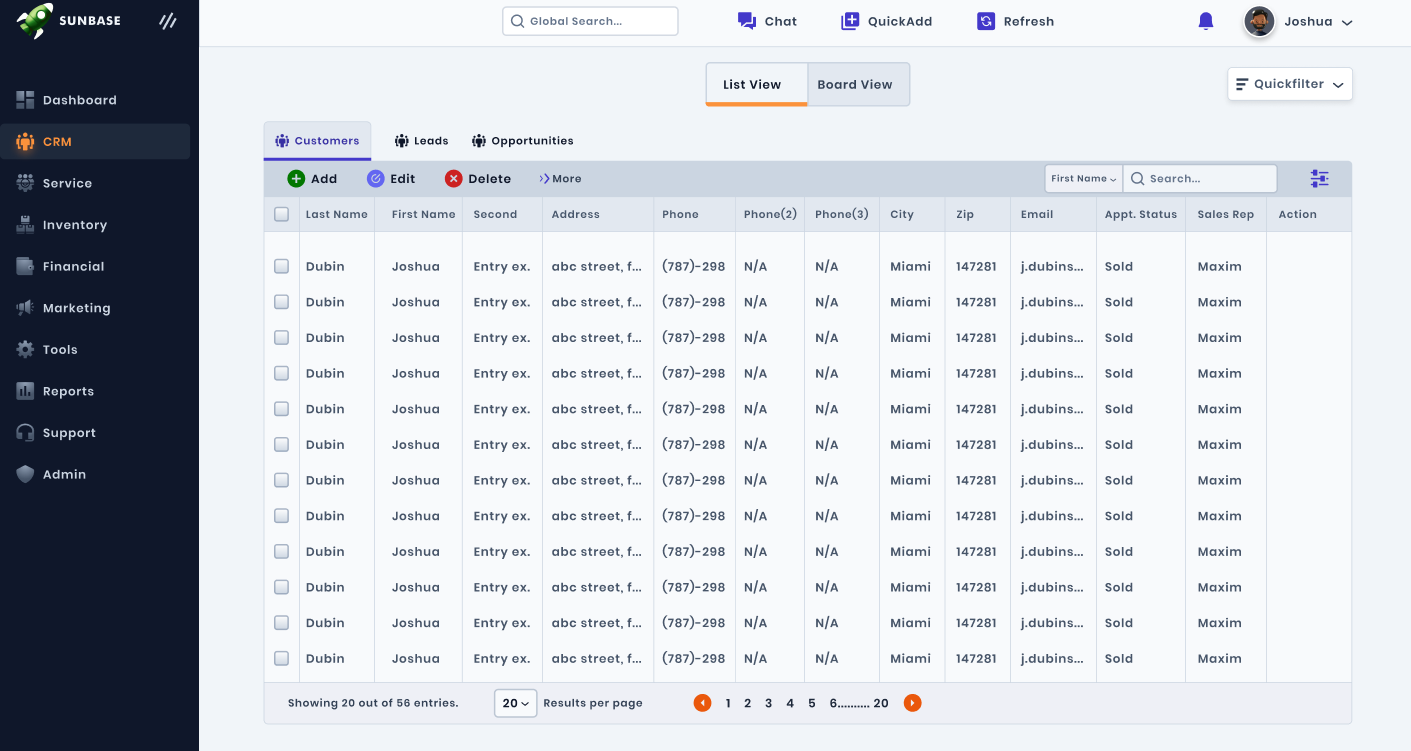 SUNBASE
Global Search...
Chat
QuickAdd
Refresh
Joshua
Dashboard
CRM
Service
Inventory
Financial
Marketing
Tools
Reports
Support
Admin
List View
Board View
Quickfilter
Customers
Leads
Opportunities
Add
Edit
Delete
More
First Name
Search...
Last Name First Name Second Address Phone Phone(2) Phone(3) City Zip Email Appt. Status Sales Rep Action
Dubin Joshua Entry ex. abc street, f... (787)-298 N/A N/A Miami 147281 j.dubins... Sold Maxim
Dubin Joshua Entry ex. abc street, f... (787)-298 N/A N/A Miami 147281 j.dubins... Sold Maxim
Dubin Joshua Entry ex. abc street, f... (787)-298 N/A N/A Miami 147281 j.dubins... Sold Maxim
Dubin Joshua Entry ex. abc street, f... (787)-298 N/A N/A Miami 147281 j.dubins... Sold Maxim
Dubin Joshua Entry ex. abc street, f... (787)-298 N/A N/A Miami 147281 j.dubins... Sold Maxim
Dubin Joshua Entry ex. abc street, f... (787)-298 N/A N/A Miami 147281 j.dubins... Sold Maxim
Dubin Joshua Entry ex. abc street, f... (787)-298 N/A N/A Miami 147281 j.dubins... Sold Maxim
Dubin Joshua Entry ex. abc street, f... (787)-298 N/A N/A Miami 147281 j.dubins... Sold Maxim
Dubin Joshua Entry ex. abc street, f... (787)-298 N/A N/A Miami 147281 j.dubins... Sold Maxim
Dubin Joshua Entry ex. abc street, f... (787)-298 N/A N/A Miami 147281 j.dubins... Sold Maxim
Dubin Joshua Entry ex. abc street, f... (787)-298 N/A N/A Miami 147281 j.dubins... Sold Maxim
Dubin Joshua Entry ex. abc street, f... (787)-298 N/A N/A Miami 147281 j.dubins... Sold Maxim
Showing 20 out of 56 entries.
20
Results per page
1 2 3 4 5 6.......... 20